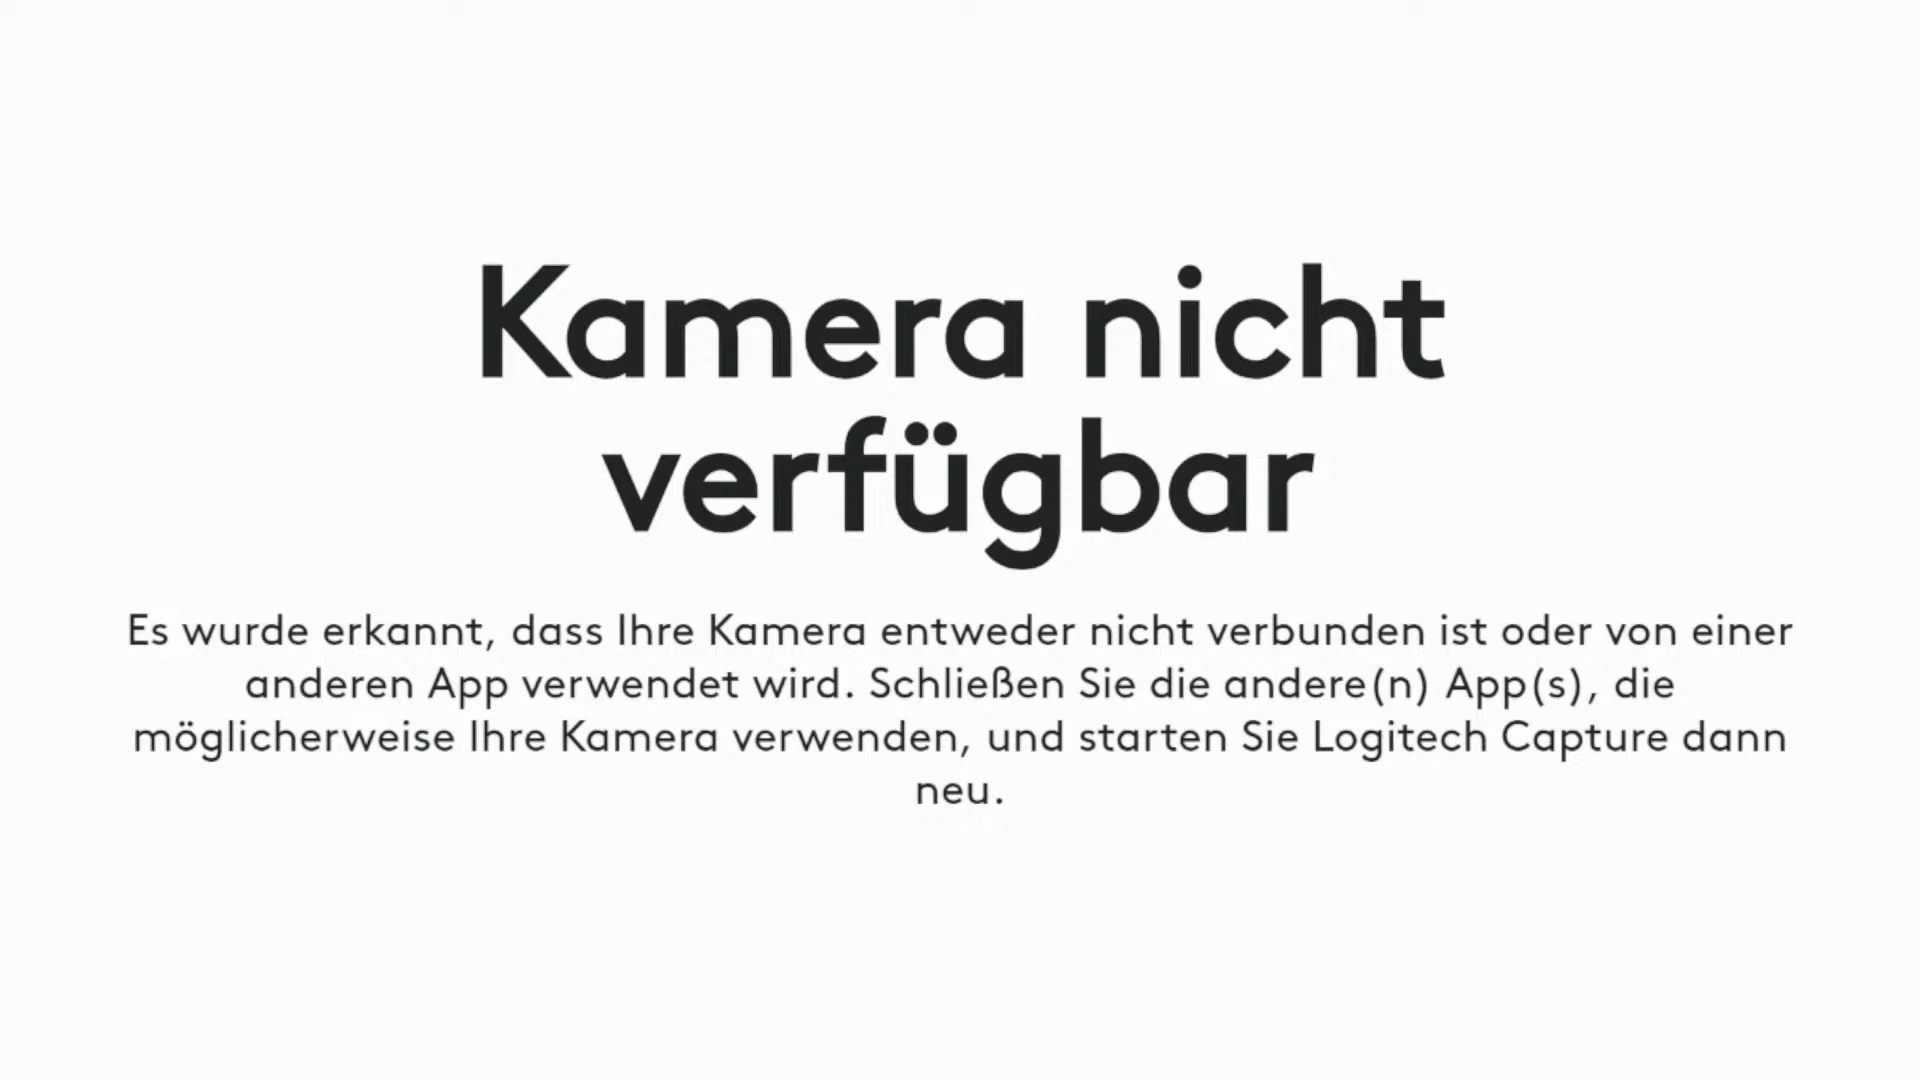 Kamera nicht
verfügbar
Es wurde erkannt, dass Ihre Kamera entweder nicht verbunden ist oder von einer
anderen App verwendet wird. Schließen Sie die andere(n) App(s), die
möglicherweise Ihre Kamera verwenden, und starten Sie Logitech Capture dann
neu.